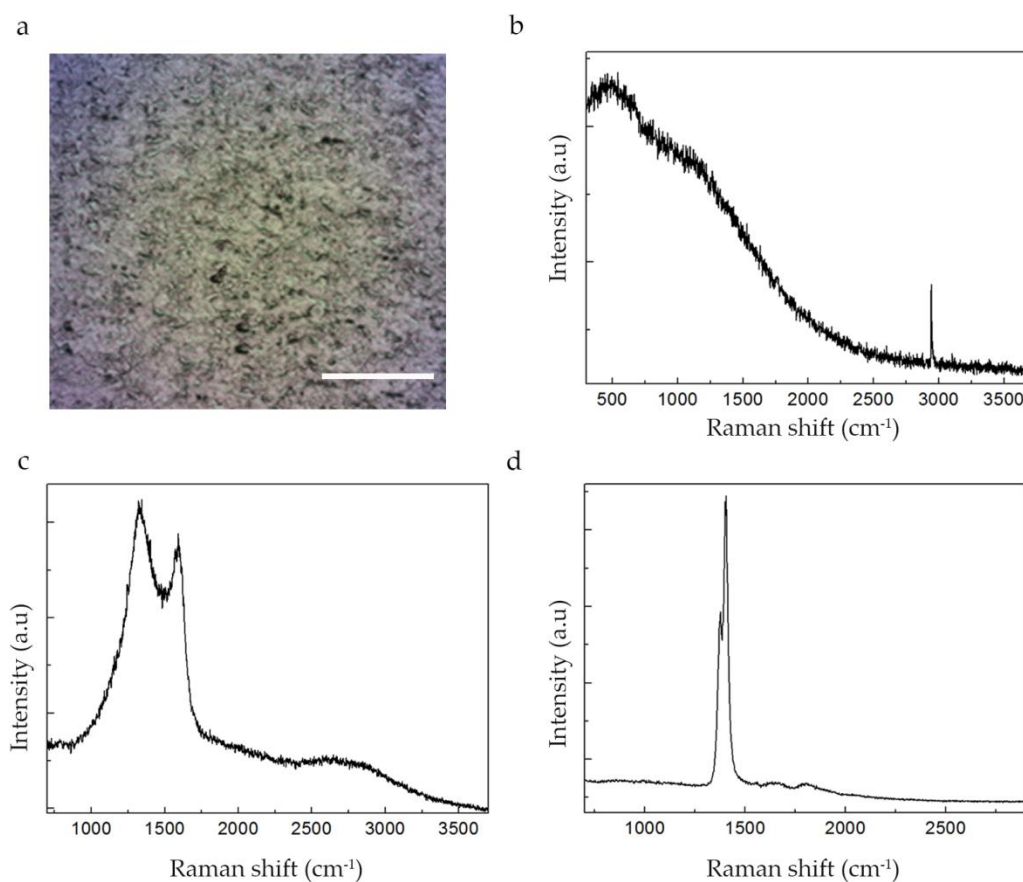 a
b
Intensity (a.u)
500 1000 1500 2000 2500 3000 3500
Raman shift (cm-1)
c
Intensity (a.u)
1000 1500 2000 2500 3000 3500
Raman shift (cm-1)
d
Intensity (a.u)
1000 1500 2000 2500
Raman shift (cm-1)